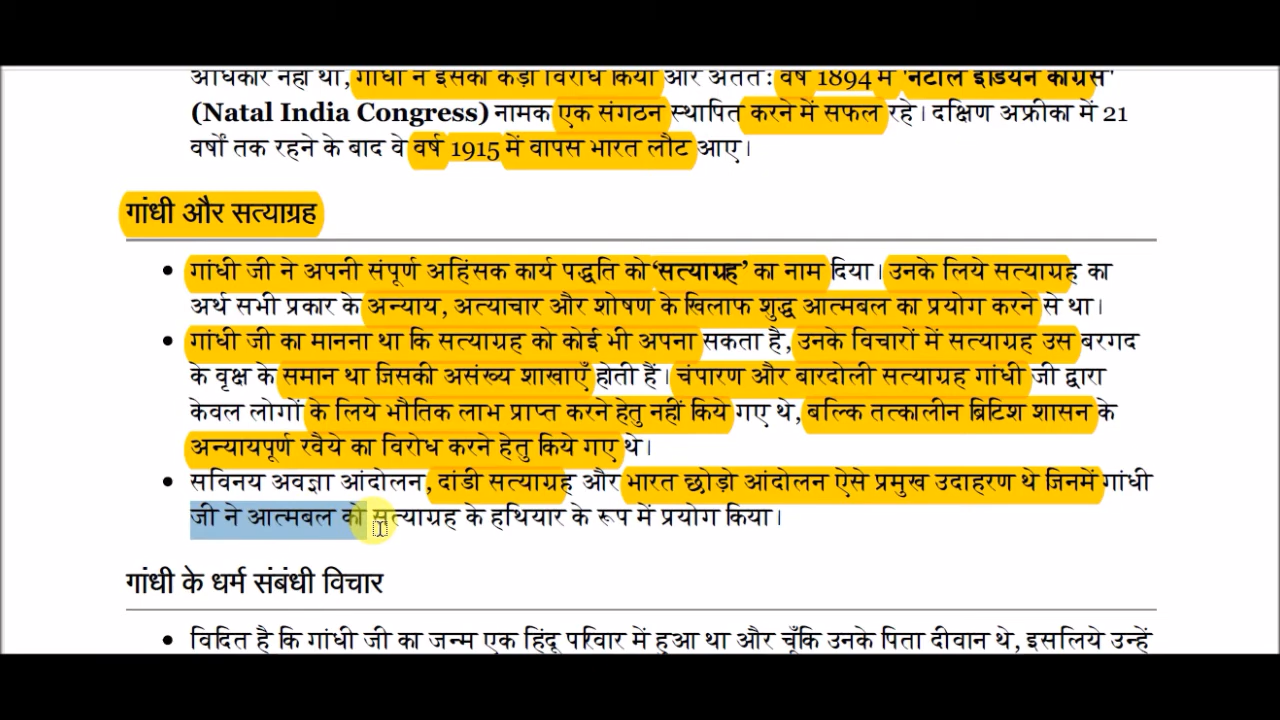 अधिकार नहीं था, गांधी ने इसका कड़ा विरोध किया और अंततः वर्ष 1894 में 'नटाल इंडियन कांग्रेस'
(Natal India Congress) नामक एक संगठन स्थापित करने में सफल रहे। दक्षिण अफ्रीका में 21
वर्षों तक रहने के बाद वे वर्ष 1915 में वापस भारत लौट आए।
गांधी और सत्याग्रह
• गांधी जी ने अपनी संपूर्ण अहिंसक कार्य पद्धति को ‘सत्याग्रह’ का नाम दिया। उनके लिये सत्याग्रह का
अर्थ सभी प्रकार के अन्याय, अत्याचार और शोषण के खिलाफ शुद्ध आत्मबल का प्रयोग करने से था।
• गांधी जी का मानना था कि सत्याग्रह को कोई भी अपना सकता है, उनके विचारों में सत्याग्रह उस बरगद
के वृक्ष के समान था जिसकी असंख्य शाखाएँ होती हैं। चंपारण और बारदोली सत्याग्रह गांधी जी द्वारा
केवल लोगों के लिये भौतिक लाभ प्राप्त करने हेतु नहीं किये गए थे, बल्कि तत्कालीन ब्रिटिश शासन के
अन्यायपूर्ण रवैये का विरोध करने हेतु किये गए थे।
• सविनय अवज्ञा आंदोलन, दांडी सत्याग्रह और भारत छोड़ो आंदोलन ऐसे प्रमुख उदाहरण थे जिनमें गांधी
जी ने आत्मबल को सत्याग्रह के हथियार के रूप में प्रयोग किया।
गांधी के धर्म संबंधी विचार
• विदित है कि गांधी जी का जन्म एक हिंदू परिवार में हुआ था और चूँकि उनके पिता दीवान थे, इसलिये उन्हें